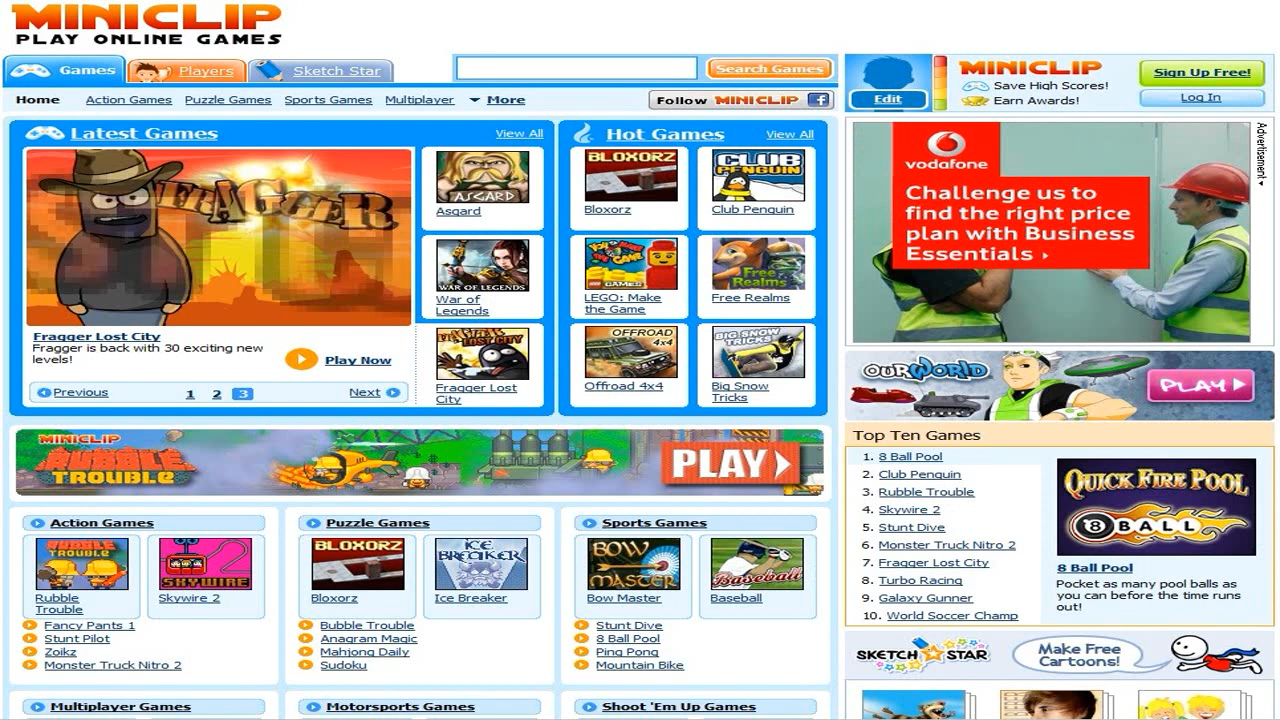 MINICLIP
PLAY ONLINE GAMES
Games
Players
Sketch Star
Search Games
Home
Action Games
Puzzle Games
Sports Games
Multiplayer
More
Follow MINICLIP f
Edit
MINICLIP
Save High Scores!
Earn Awards!
Sign Up Free!
Log In
Latest Games
View All
FRAGGER
Fragger Lost City
Fragger is back with 30 exciting new
levels!
Play Now
Previous
1 2 3
Next
ASGARD
Asgard
WAR OF LEGENDS
War of
Legends
LOST CITY
Fragger Lost
City
Hot Games
View All
BLOXORZ
Bloxorz
CLUB
PENGUIN
Club Penguin
YOU MAKE
THE GAME
GAMES
LEGO: Make
the Game
Free
Realms
Free Realms
OFFROAD
4x4
Offroad 4x4
BIG SNOW
TRICKS
Big Snow
Tricks
Advertisement
vodafone
Challenge us to
find the right price
plan with Business
Essentials
OURWORLD
PLAY
MINICLIP
RUBBLE
TROUBLE
PLAY
Top Ten Games
1. 8 Ball Pool
2. Club Penguin
3. Rubble Trouble
4. Skywire 2
5. Stunt Dive
6. Monster Truck Nitro 2
7. Fragger Lost City
8. Turbo Racing
9. Galaxy Gunner
10. World Soccer Champ
QUICK FIRE POOL
8 BALL
8 Ball Pool
Pocket as many pool balls as
you can before the time runs
out!
Action Games
RUBBLE
TROUBLE
Rubble
Trouble
SKYWIRE
2
Skywire 2
Fancy Pants 1
Stunt Pilot
Zoikz
Monster Truck Nitro 2
Puzzle Games
BLOXORZ
Bloxorz
ICE
BREAKER
Ice Breaker
Bubble Trouble
Anagram Magic
Mahjong Daily
Sudoku
Sports Games
BOW
MASTER
Bow Master
Baseball
Baseball
Stunt Dive
8 Ball Pool
Ping Pong
Mountain Bike
SKETCH STAR
Make Free
Cartoons!
Multiplayer Games
Motorsports Games
Shoot 'Em Up Games